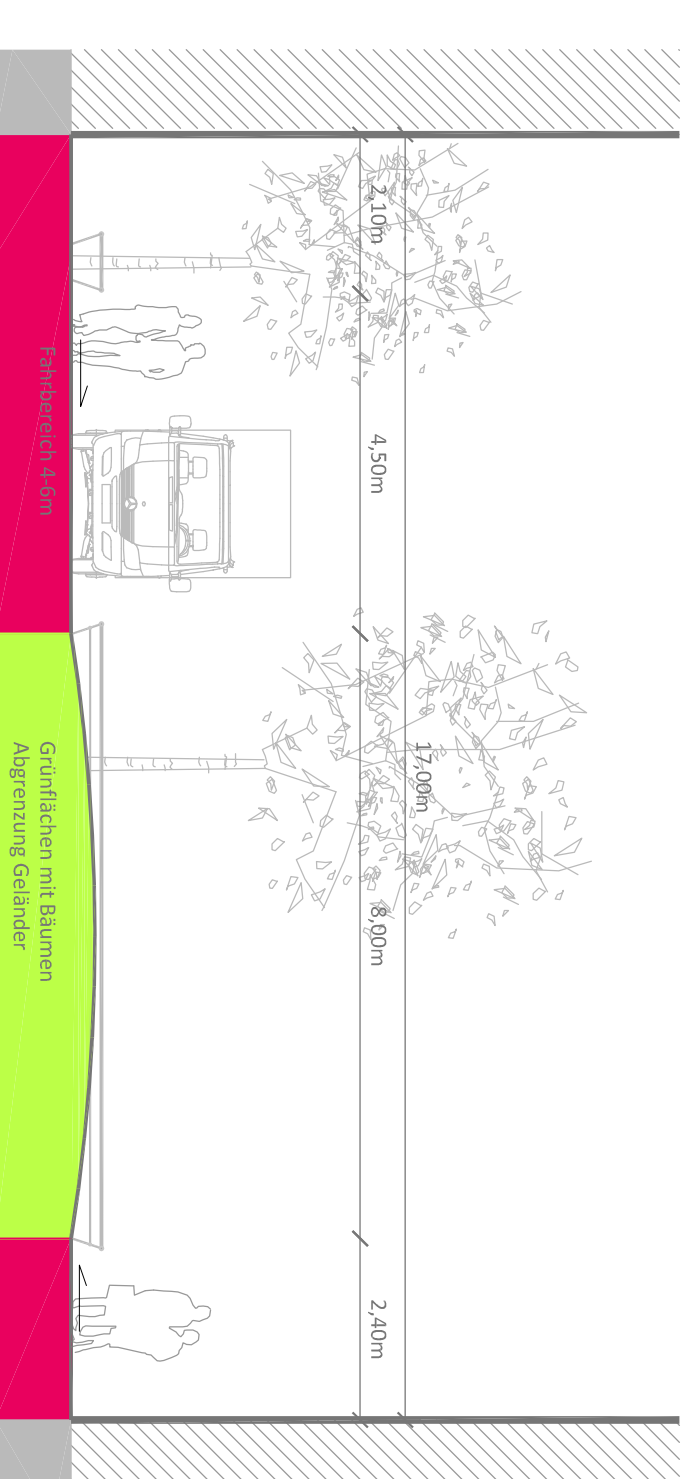 2,10m
4,50m
17,00m
8,00m
2,40m
Fahrbereich 4-6m
Grünflächen mit Bäumen
Abgrenzung Geländer